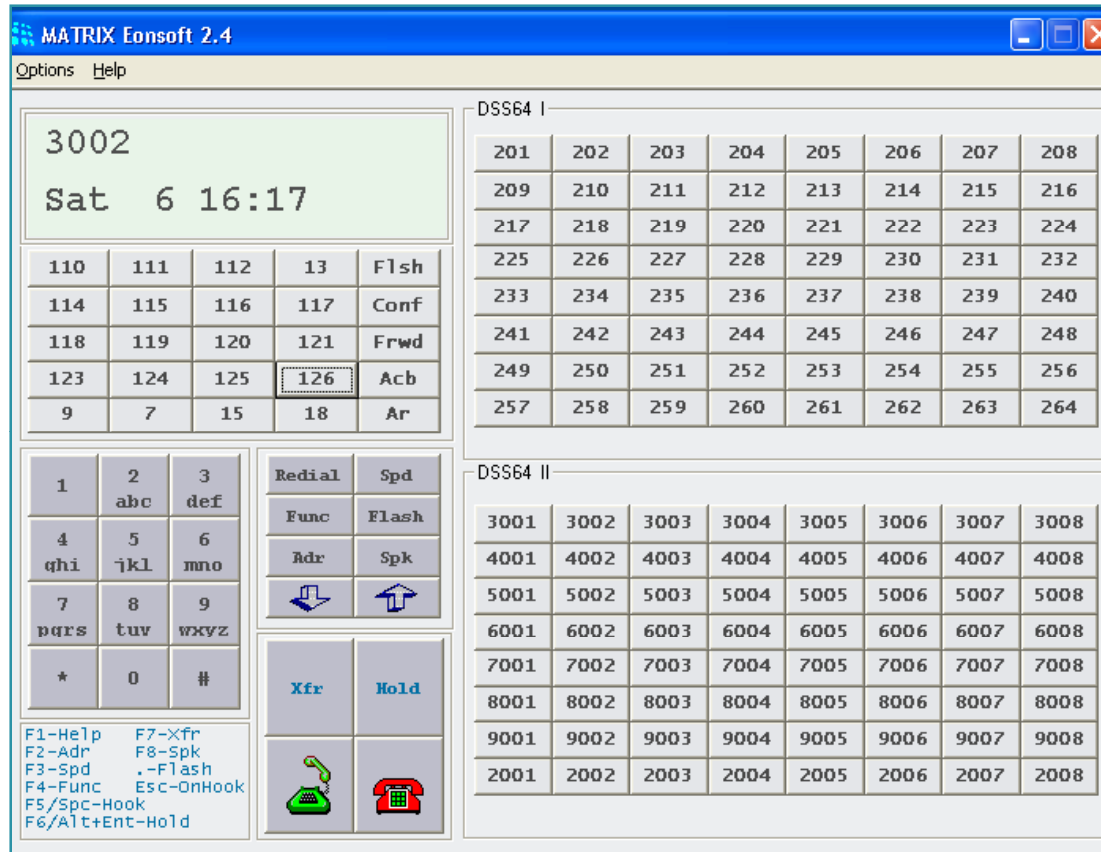 MATRIX Eonsoft 2.4
Options Help
3002
Sat 6 16:17
110 111 112 13 Flsh
114 115 116 117 Conf
118 119 120 121 Frwd
123 124 125 126 Acb
9 7 15 18 Ar
1 2 3
abc def
4 5 6
ghi jkl mno
7 8 9
pqrs tuv wxyz
* 0 #
Redial Spd
Func Flash
Adr Spk
Xfr Hold
F1-Help F7-Xfr
F2-Adr F8-Spk
F3-Spd .-Flash
F4-Func Esc-OnHook
F5/Spc-Hook
F6/Alt+Ent-Hold
DSS64 I
201 202 203 204 205 206 207 208
209 210 211 212 213 214 215 216
217 218 219 220 221 222 223 224
225 226 227 228 229 230 231 232
233 234 235 236 237 238 239 240
241 242 243 244 245 246 247 248
249 250 251 252 253 254 255 256
257 258 259 260 261 262 263 264
DSS64 II
3001 3002 3003 3004 3005 3006 3007 3008
4001 4002 4003 4004 4005 4006 4007 4008
5001 5002 5003 5004 5005 5006 5007 5008
6001 6002 6003 6004 6005 6006 6007 6008
7001 7002 7003 7004 7005 7006 7007 7008
8001 8002 8003 8004 8005 8006 8007 8008
9001 9002 9003 9004 9005 9006 9007 9008
2001 2002 2003 2004 2005 2006 2007 2008